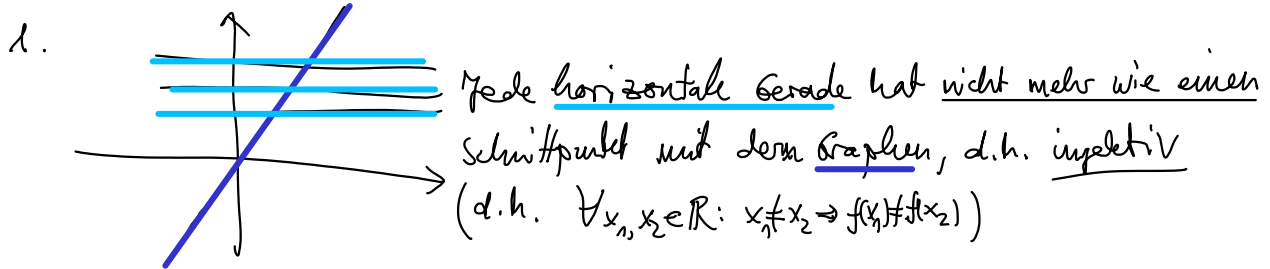 1.
Jede horizontale Gerade hat nicht mehr wie einen
Schnittpunkt mit dem Graphen, d.h. injektiv
(d.h. ∀x₁,x₂∈ℝ: x₁≠x₂ ⇒ f(x₁)≠f(x₂))